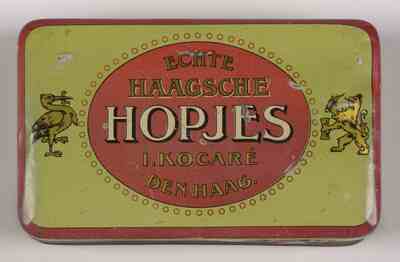 ECHTE
HAAGSCHE
HOPJES
I. KOCARÉ
DEN HAAG.